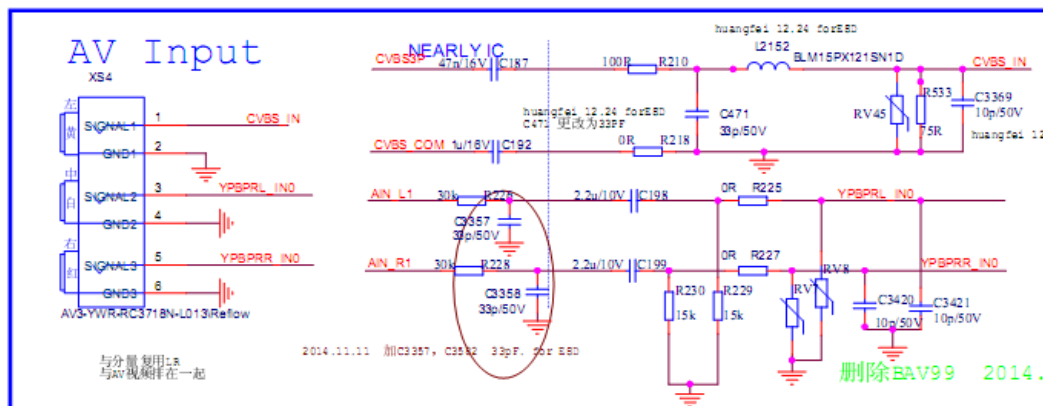 AV Input
XS4
左
黄
SIGNAL1
1
CVBS_IN
GND1
2
中
白
SIGNAL2
3
YPBPRL_IN0
GND2
4
右
红
SIGNAL3
5
YPBPRR_IN0
GND3
6
AV3-YWR-RC3718N-L013\Reflow
与分量复用LR
与AV视频排在一起
NEARLY IC
huangfei 12.24 forESD
L2152
BLM15PX121SN1D
CVBS3P
47n/16V
C187
100R
R210
CVBS_IN
C471
33p/50V
RV45
R533
75R
C3369
10p/50V
huangfei 12
huangfei 12.24 forESD
C471 更改为33PF
CVBS_COM
1u/16V
C192
0R
R218
AIN_L1
30k
R226
2.2u/10V
C198
0R
R225
YPBPRL_IN0
C3357
33p/50V
AIN_R1
30k
R228
2.2u/10V
C199
0R
R227
YPBPRR_IN0
C3358
33p/50V
R230
15k
R229
15k
RV8
C3420
10p/50V
C3421
10p/50V
2014.11.11 加C3357, 33pF. for ESD
删除BAV99 2014.